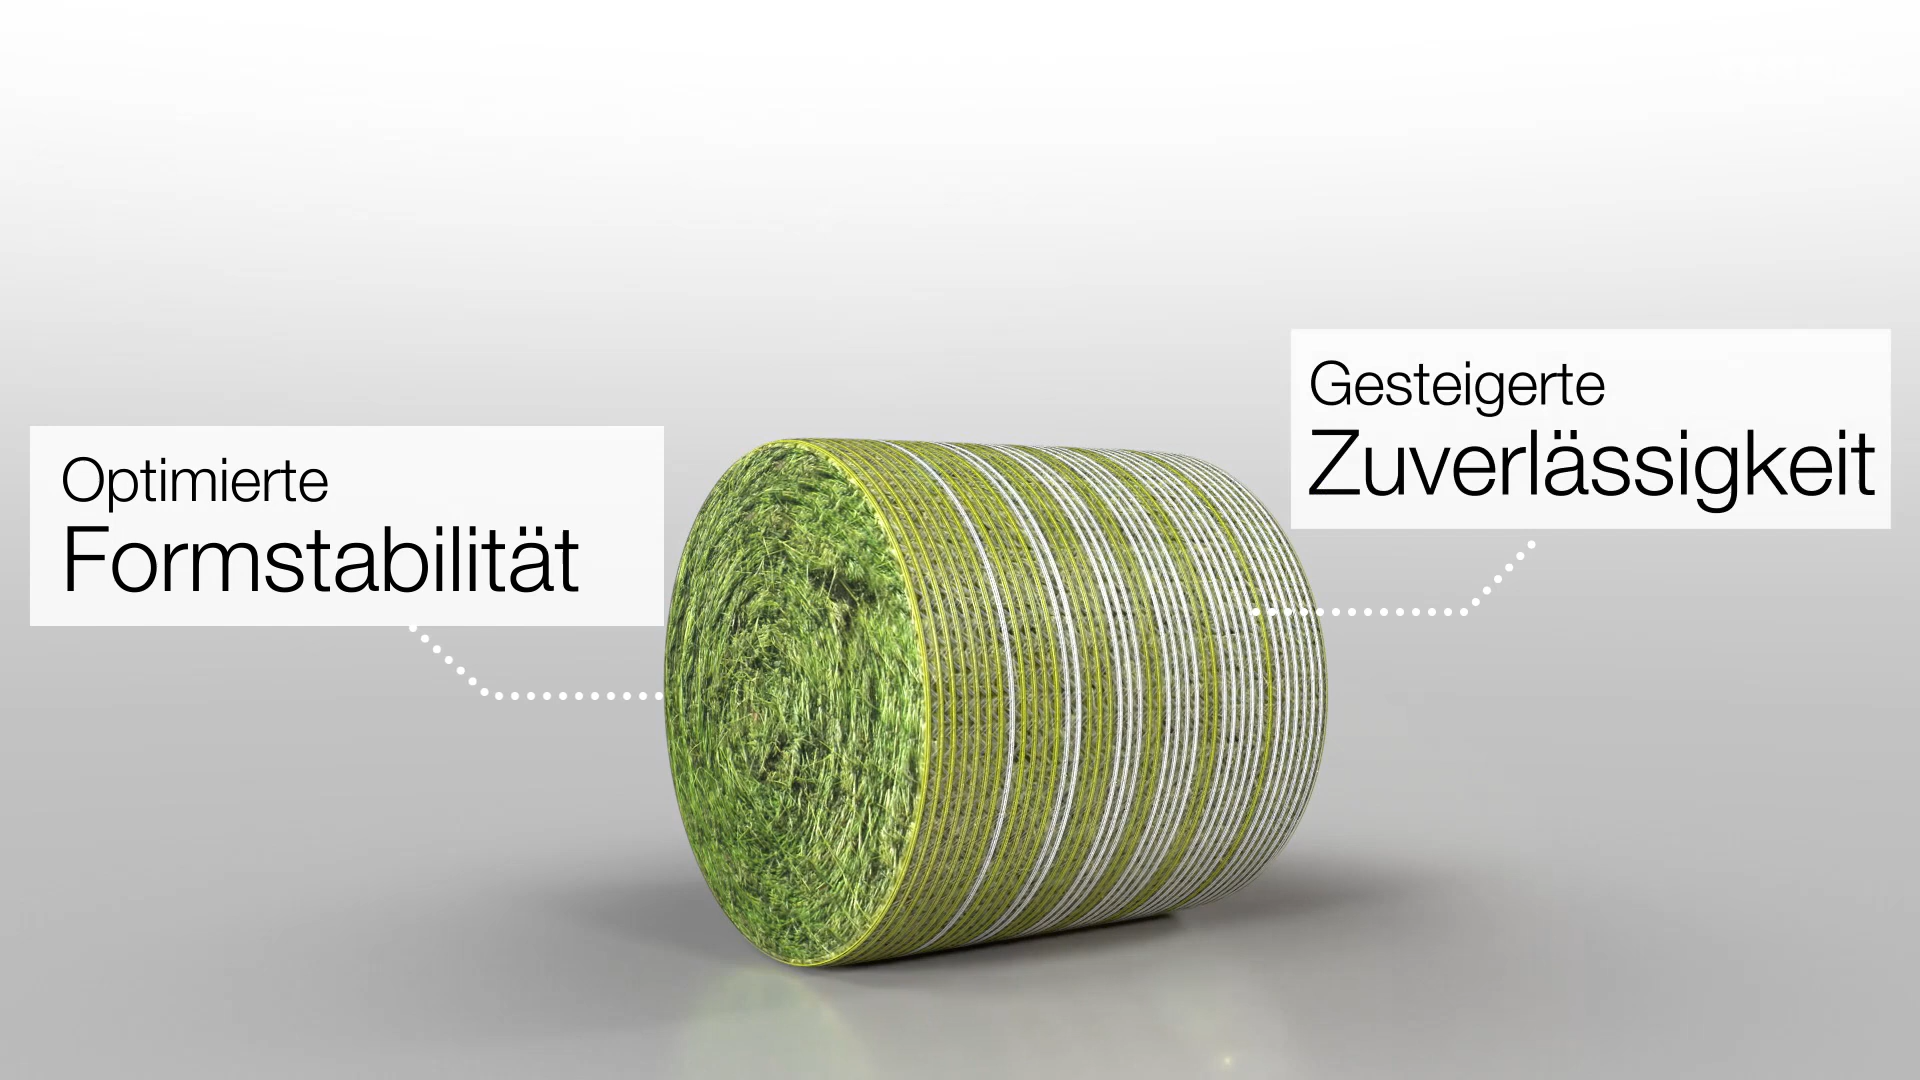 Optimierte
Formstabilität
Gesteigerte
Zuverlässigkeit